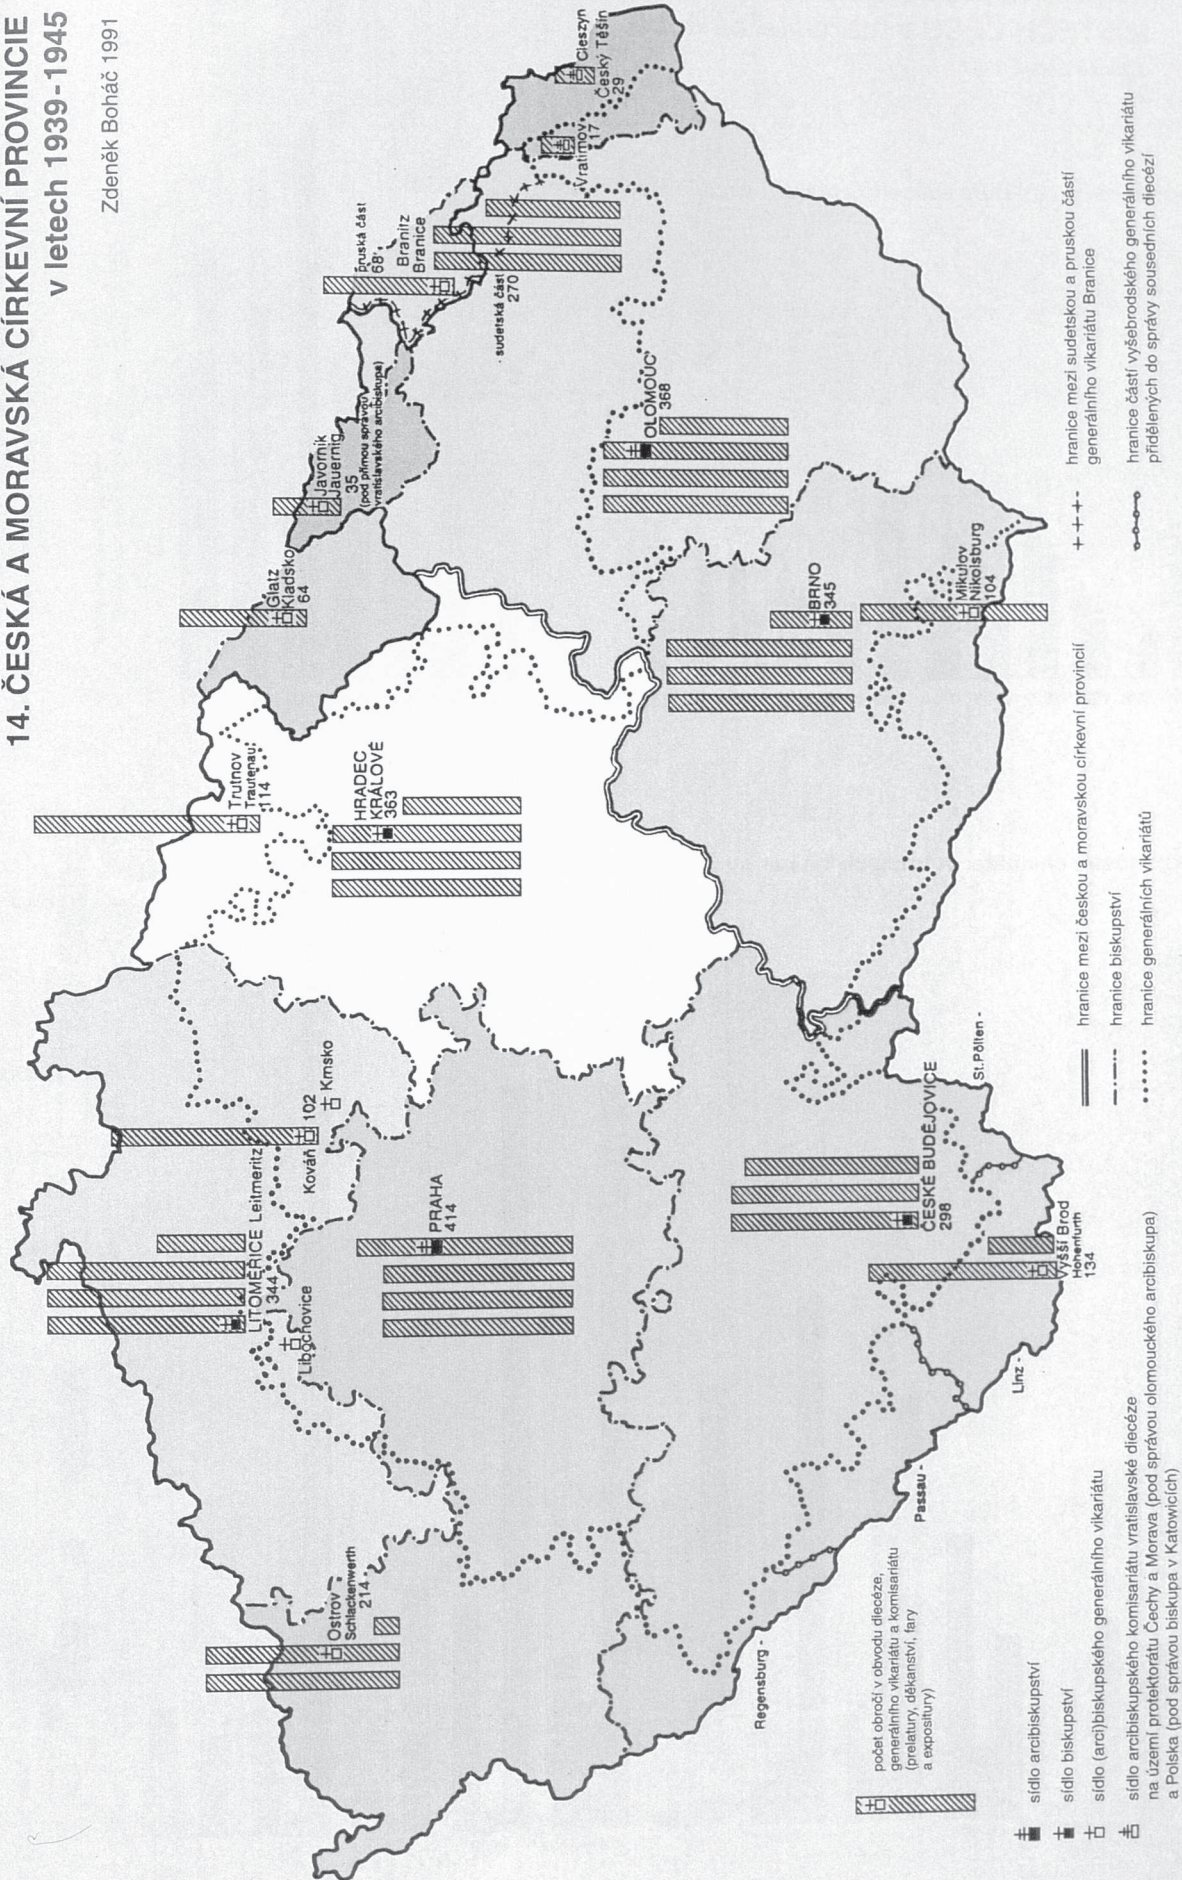 14. ČESKÁ A MORAVSKÁ CÍRKEVNÍ PROVINCIE
v letech 1939-1945
Zdeněk Boháč 1991
Cieszyn
Český Těšín
29
Vratimov
17
pruská část
68
Branitz
Branice
sudetská část
270
Javorník
Jauernig
35
(pod přímou správou
vratislavského arcibiskupa)
Glatz
Kladsko
64
OLOMOUC
368
BRNO
345
Mikulov
Nikolsburg
104
Trutnov
Trautenau
114
HRADEC
KRÁLOVÉ
363
Kováň 102
Krnsko
LITOMĚŘICE Leitmeritz
344
Libochovice
PRAHA
414
Ostrov
Schlackenwerth
214
ČESKÉ BUDĚJOVICE
298
Vyšší Brod
Hohenfurth
134
St.Pölten
Linz
Passau
Regensburg
počet obročí v obvodu diecéze,
generálního vikariátu a komisariátu
(prelatury, děkanství, fary
a expositury)
sídlo arcibiskupství
sídlo biskupství
sídlo (arci)biskupského generálního vikariátu
sídlo arcibiskupského komisariátu vratislavské diecéze
na území protektorátu Čechy a Morava (pod správou olomouckého arcibiskupa)
a Polska (pod správou biskupa v Katowicích)
hranice mezi českou a moravskou církevní provincií
hranice biskupství
hranice generálních vikariátů
hranice mezi sudetskou a pruskou částí
generálního vikariátu Branice
hranice částí vyšebrodského generálního vikariátu
přidělených do správy sousedních diecézí